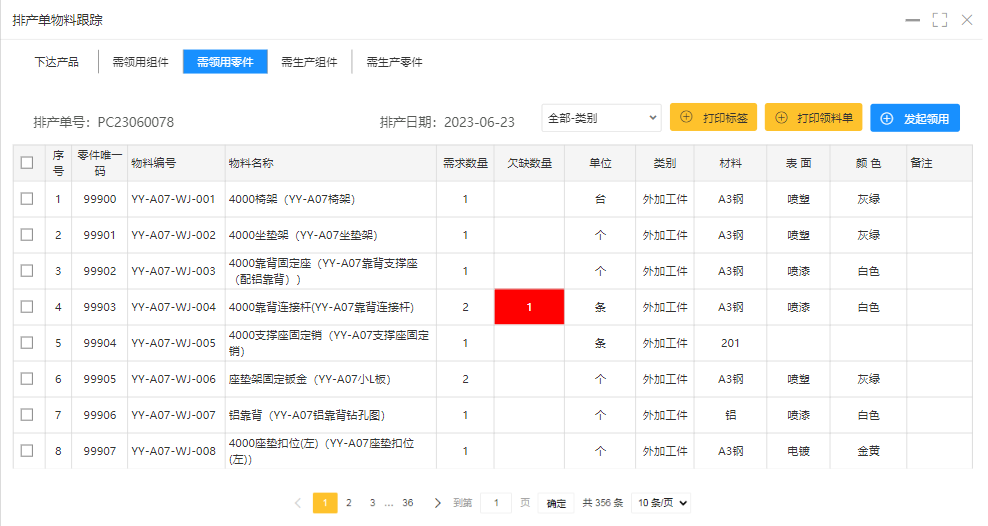 排产单物料跟踪
下达产品 需领用组件 需领用零件 需生产组件 需生产零件
排产单号：PC23060078 排产日期：2023-06-23 全部-类别 打印标签 打印领料单 发起领用
序号 零件唯一码 物料编号 物料名称 需求数量 欠缺数量 单位 类别 材料 表 面 颜 色 备注
1 99900 YY-A07-WJ-001 4000椅架（YY-A07椅架） 1 台 外加工件 A3钢 喷塑 灰绿
2 99901 YY-A07-WJ-002 4000坐垫架（YY-A07坐垫架） 1 个 外加工件 A3钢 喷塑 灰绿
3 99902 YY-A07-WJ-003 4000靠背固定座（YY-A07靠背支撑座（配铝靠背）） 1 个 外加工件 A3钢 喷漆 白色
4 99903 YY-A07-WJ-004 4000靠背连接杆(YY-A07靠背连接杆) 2 1 条 外加工件 A3钢 喷漆 白色
5 99904 YY-A07-WJ-005 4000支撑座固定销（YY-A07支撑座固定销） 1 条 外加工件 201
6 99905 YY-A07-WJ-006 座垫架固定钣金（YY-A07小L板） 2 个 外加工件 A3钢 喷塑 灰绿
7 99906 YY-A07-WJ-007 铝靠背（YY-A07铝靠背钻孔图） 1 个 外加工件 铝 喷漆 白色
8 99907 YY-A07-WJ-008 4000座垫扣位(左)（YY-A07座垫扣位(左)） 1 个 外加工件 A3钢 电镀 金黄
1 2 3 ... 36 到第 1 页 确定 共 356 条 10 条/页